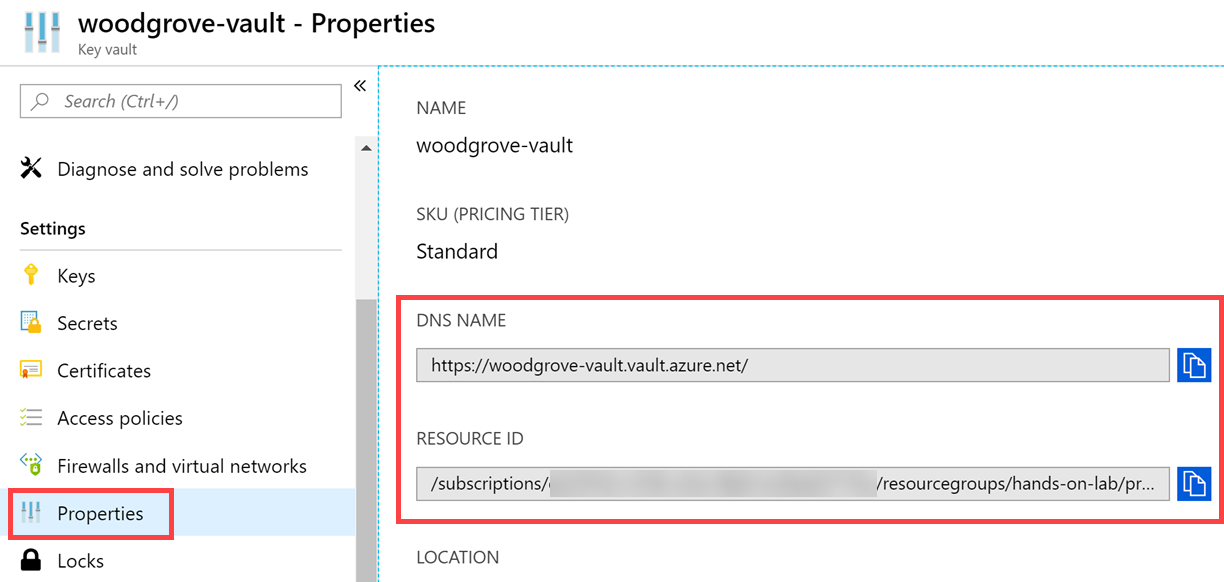 woodgrove-vault - Properties
Key vault
Search (Ctrl+/)
Diagnose and solve problems
Settings
Keys
Secrets
Certificates
Access policies
Firewalls and virtual networks
Properties
Locks
NAME
woodgrove-vault
SKU (PRICING TIER)
Standard
DNS NAME
https://woodgrove-vault.vault.azure.net/
RESOURCE ID
/subscriptions/ /resourcegroups/hands-on-lab/pr...
LOCATION